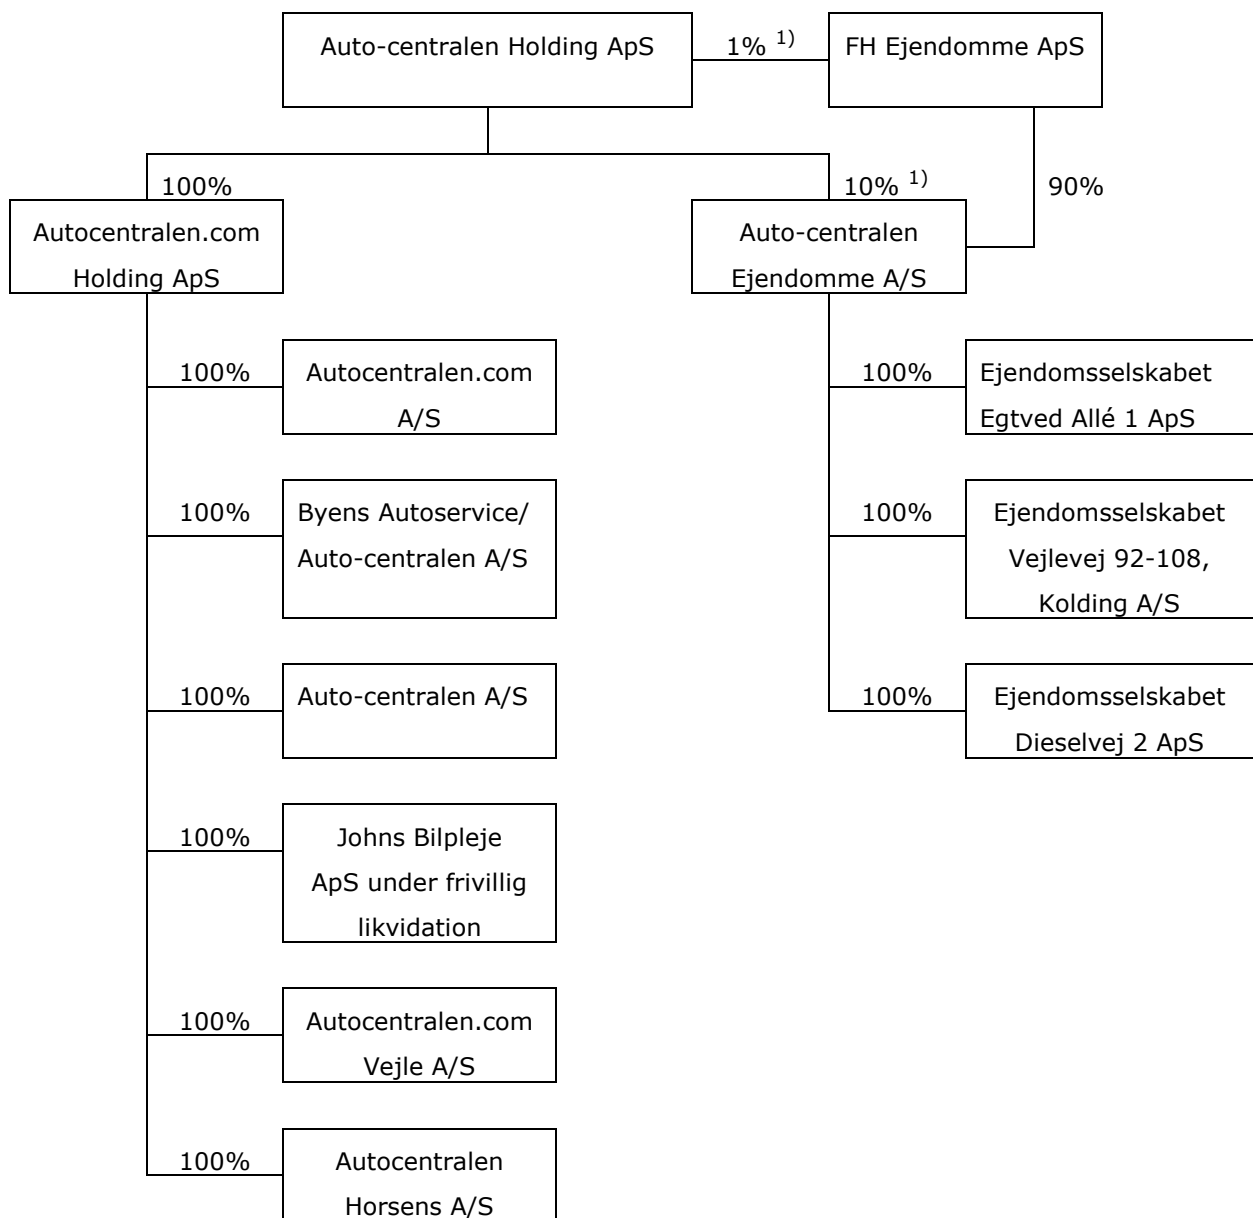 Auto-centralen Holding ApS
1% 1)
FH Ejendomme ApS
100%
10% 1)
90%
Autocentralen.com
Holding ApS
Auto-centralen
Ejendomme A/S
100%
Autocentralen.com
A/S
100%
Ejendomsselskabet
Egtved Allé 1 ApS
100%
Byens Autoservice/
Auto-centralen A/S
100%
Ejendomsselskabet
Vejlevej 92-108,
Kolding A/S
100%
Auto-centralen A/S
100%
Ejendomsselskabet
Dieselvej 2 ApS
100%
Johns Bilpleje
ApS under frivillig
likvidation
100%
Autocentralen.com
Vejle A/S
100%
Autocentralen
Horsens A/S